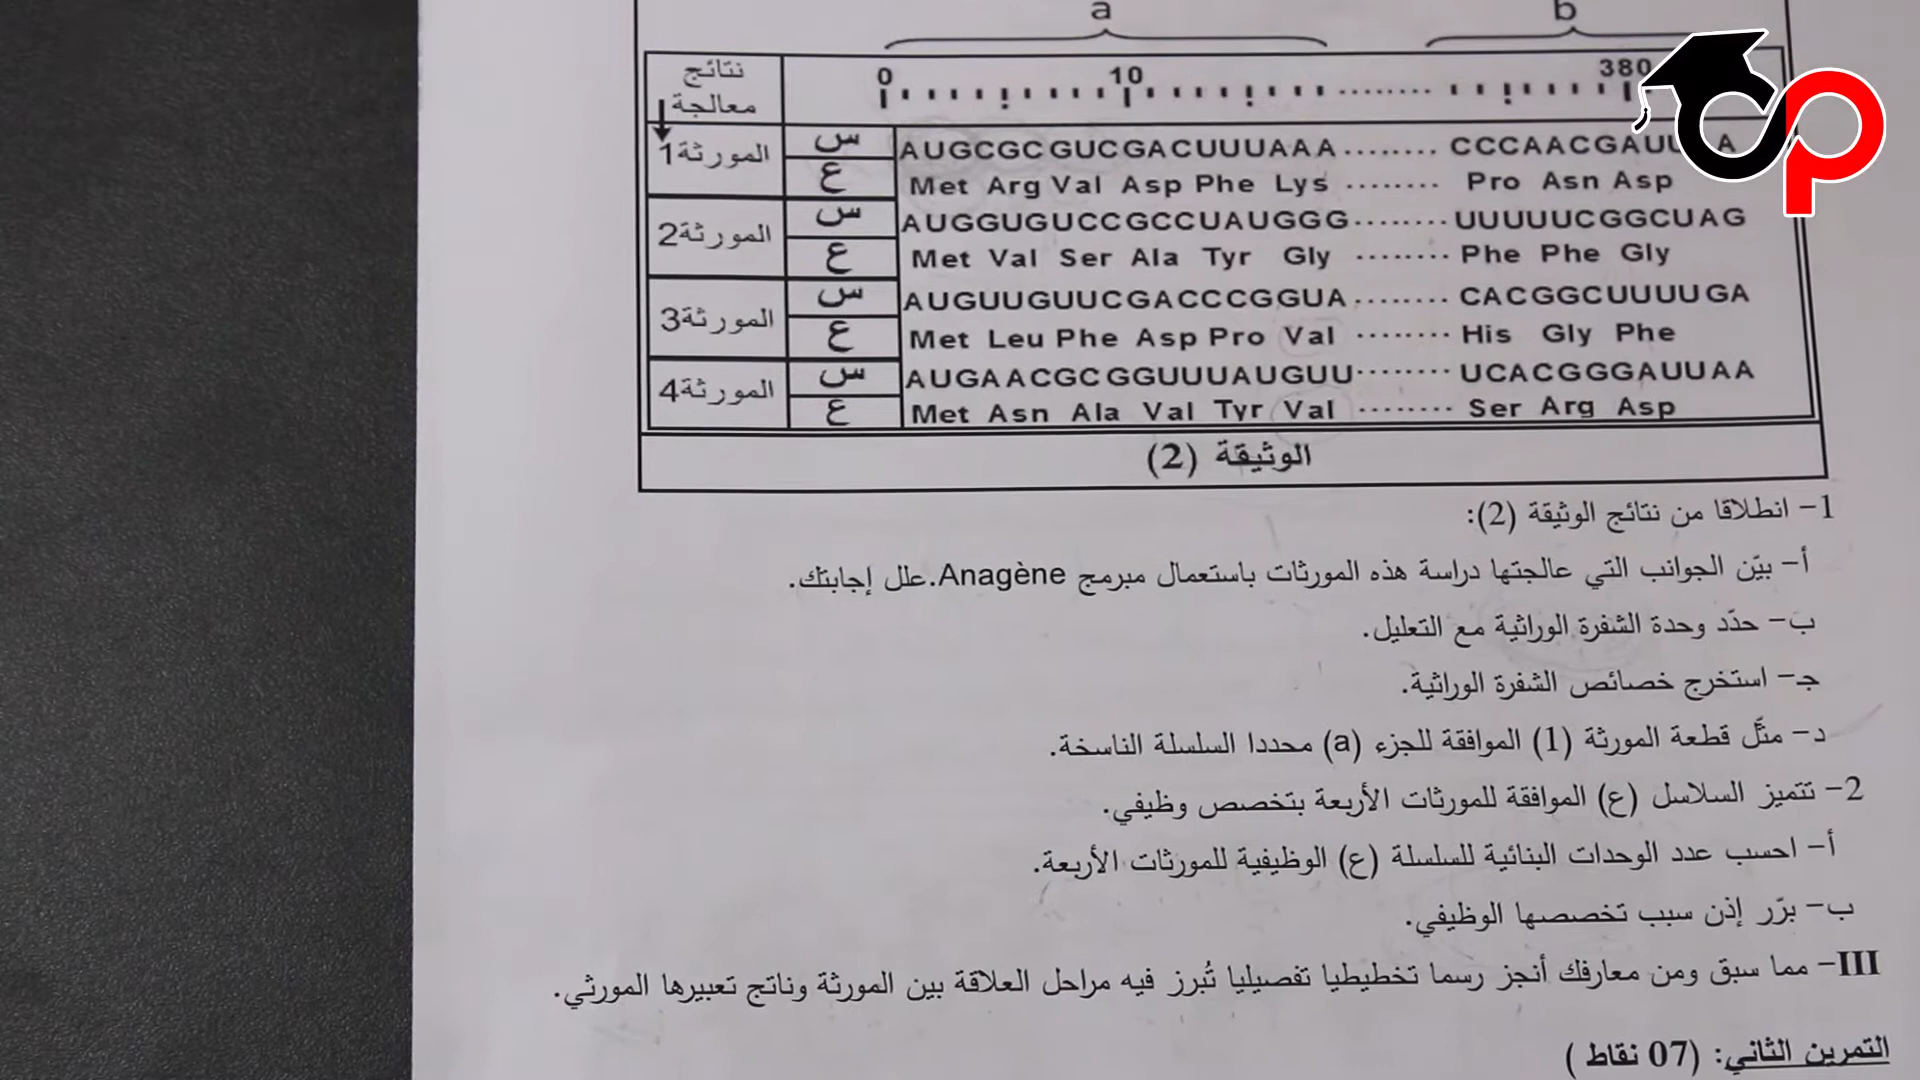 a b
نتائج معالجة
0 10 380
المورثة1
س AUGCGCGUCGACUUUAAA ........ CCCAACGAUU A
ع Met Arg Val Asp Phe Lys ........ Pro Asn Asp
المورثة2
س AUGGUGUCCGCCUAUGGG ........ UUUUUCGGCUAG
ع Met Val Ser Ala Tyr Gly ........ Phe Phe Gly
المورثة3
س AUGUUGUUCGACCCGGUA ........ CACGGCUUUUGA
ع Met Leu Phe Asp Pro Val ........ His Gly Phe
المورثة4
س AUGAACGCGGUUUAUGUU ........ UCACGGGAUUAA
ع Met Asn Ala Val Tyr Val ........ Ser Arg Asp
الوثيقة (2)
1- انطلاقا من نتائج الوثيقة (2):
أ- بيّن الجوانب التي عالجتها دراسة هذه المورثات باستعمال مبرمج Anagène. علل إجابتك.
ب- حدّد وحدة الشفرة الوراثية مع التعليل.
جـ- استخرج خصائص الشفرة الوراثية.
د- مثّل قطعة المورثة (1) الموافقة للجزء (a) محددا السلسلة الناسخة.
2- تتميز السلاسل (ع) الموافقة للمورثات الأربعة بتخصص وظيفي.
أ- احسب عدد الوحدات البنائية للسلسلة (ع) الوظيفية للمورثات الأربعة.
ب- برّر إذن سبب تخصصها الوظيفي.
III- مما سبق ومن معارفك أنجز رسما تخطيطيا تفصيليا تُبرز فيه مراحل العلاقة بين المورثة وناتج تعبيرها المورثي.
التمرين الثاني: (07 نقاط )